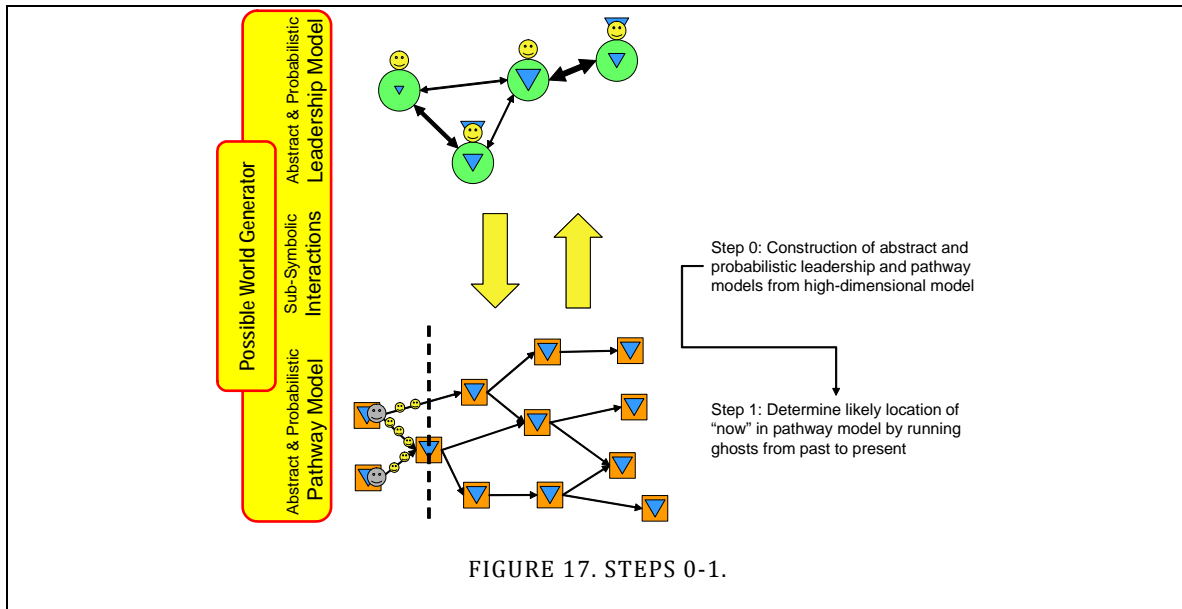 Possible World Generator
Abstract & Probabilistic
Leadership Model
Sub-Symbolic
Interactions
Abstract & Probabilistic
Pathway Model
Step 0: Construction of abstract and
probabilistic leadership and pathway
models from high-dimensional model
Step 1: Determine likely location of
“now” in pathway model by running
ghosts from past to present
FIGURE 17. STEPS 0-1.